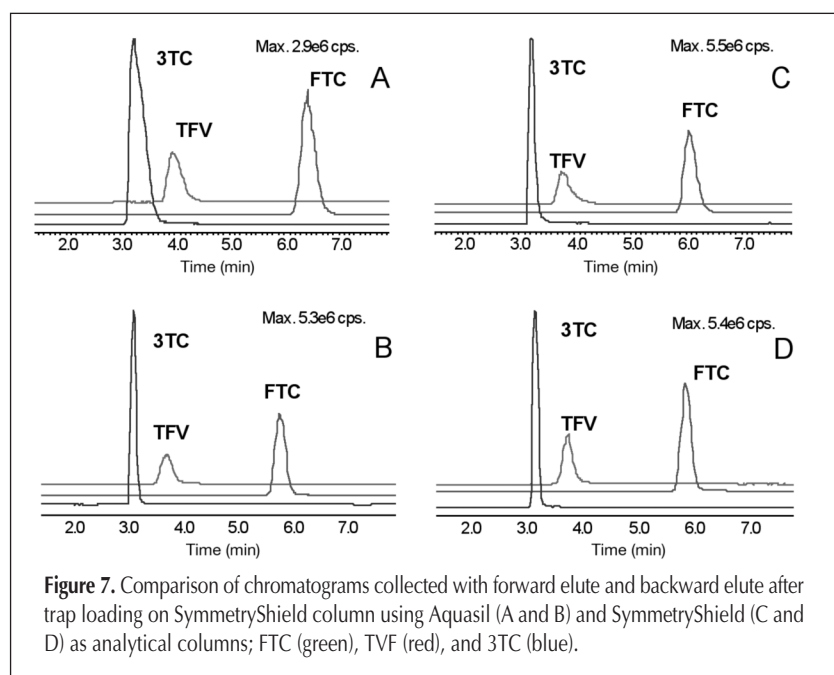 3TC
Max. 2.9e6 cps.
A
FTC
TFV
2.0 3.0 4.0 5.0 6.0 7.0
Time (min)
3TC
Max. 5.5e6 cps.
C
FTC
TFV
2.0 3.0 4.0 5.0 6.0 7.0
Time (min)
3TC
Max. 5.3e6 cps.
B
FTC
TFV
2.0 3.0 4.0 5.0 6.0 7.0
Time (min)
3TC
Max. 5.4e6 cps.
D
FTC
TFV
2.0 3.0 4.0 5.0 6.0 7.0
Time (min)
Figure 7. Comparison of chromatograms collected with forward elute and backward elute after
trap loading on SymmetryShield column using Aquasil (A and B) and SymmetryShield (C and
D) as analytical columns; FTC (green), TVF (red), and 3TC (blue).